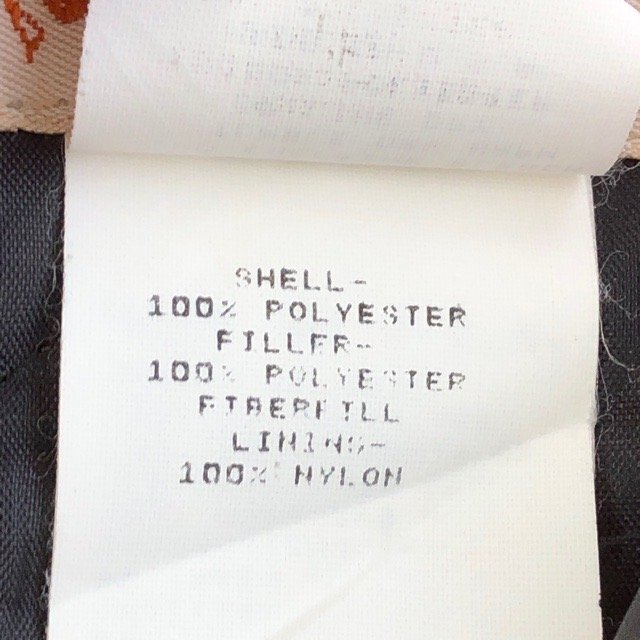 SHELL-
100% POLYESTER
FILLER-
100% POLYESTER
FIBERFILL
LINING-
100% NYLON